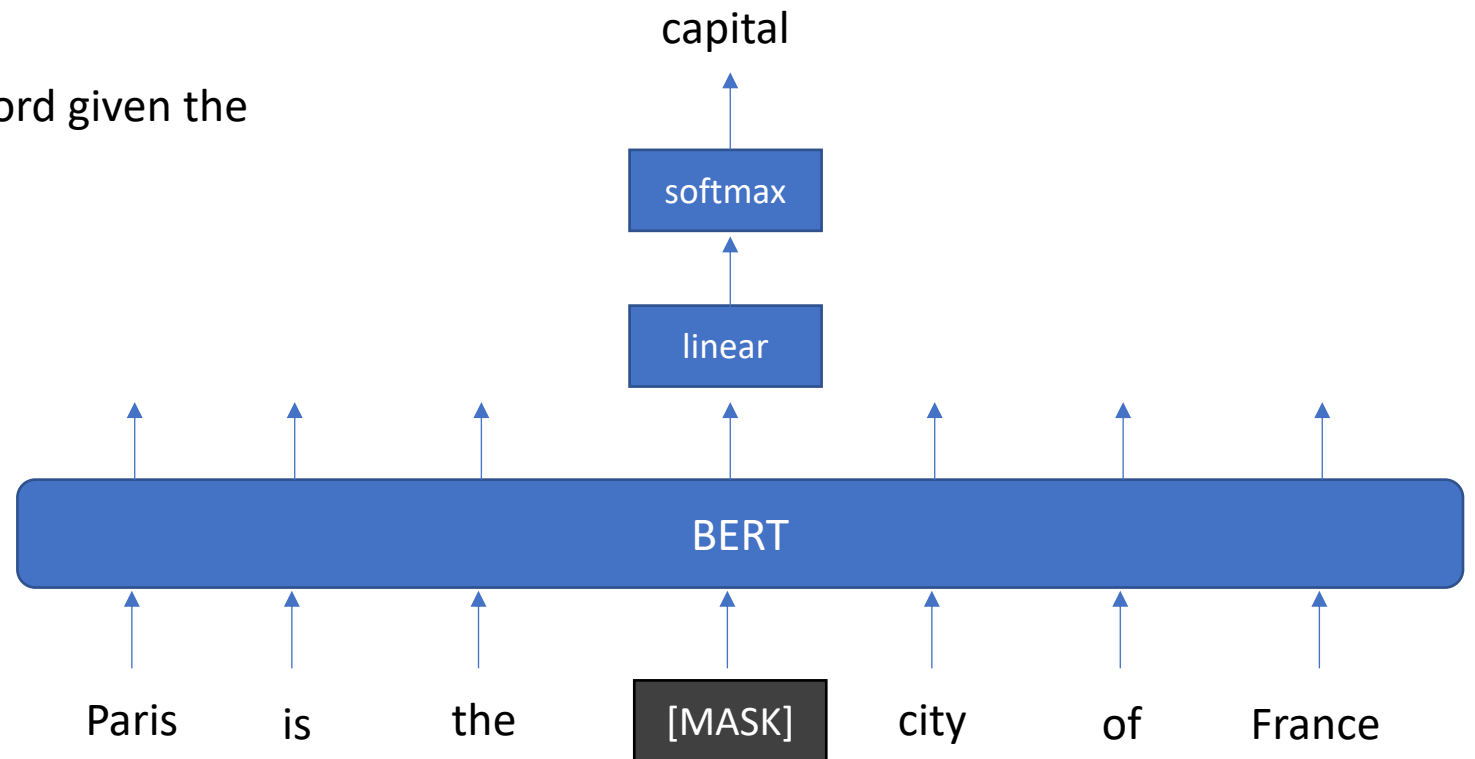 capital
ord given the
softmax
linear
BERT
Paris is the [MASK] city of France